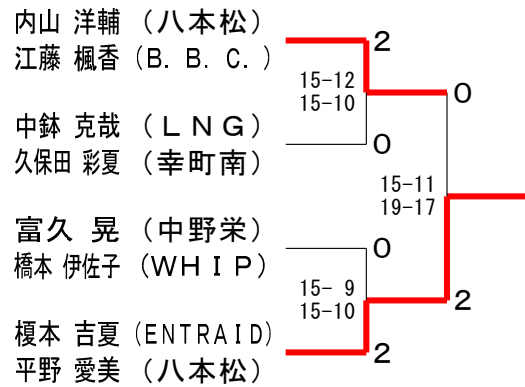 内山 洋輔 (八本松)
江藤 楓香 (B. B. C. )
2
15-12
15-10
0
中鉢 克哉 (ＬＮＧ)
久保田 彩夏 (幸町南)
0
15-11
19-17
富久 晃 (中野栄)
橋本 伊佐子 (ＷＨＩＰ)
0
15- 9
15-10
2
榎本 吉夏 (ENTRAID)
平野 愛美 (八本松)
2